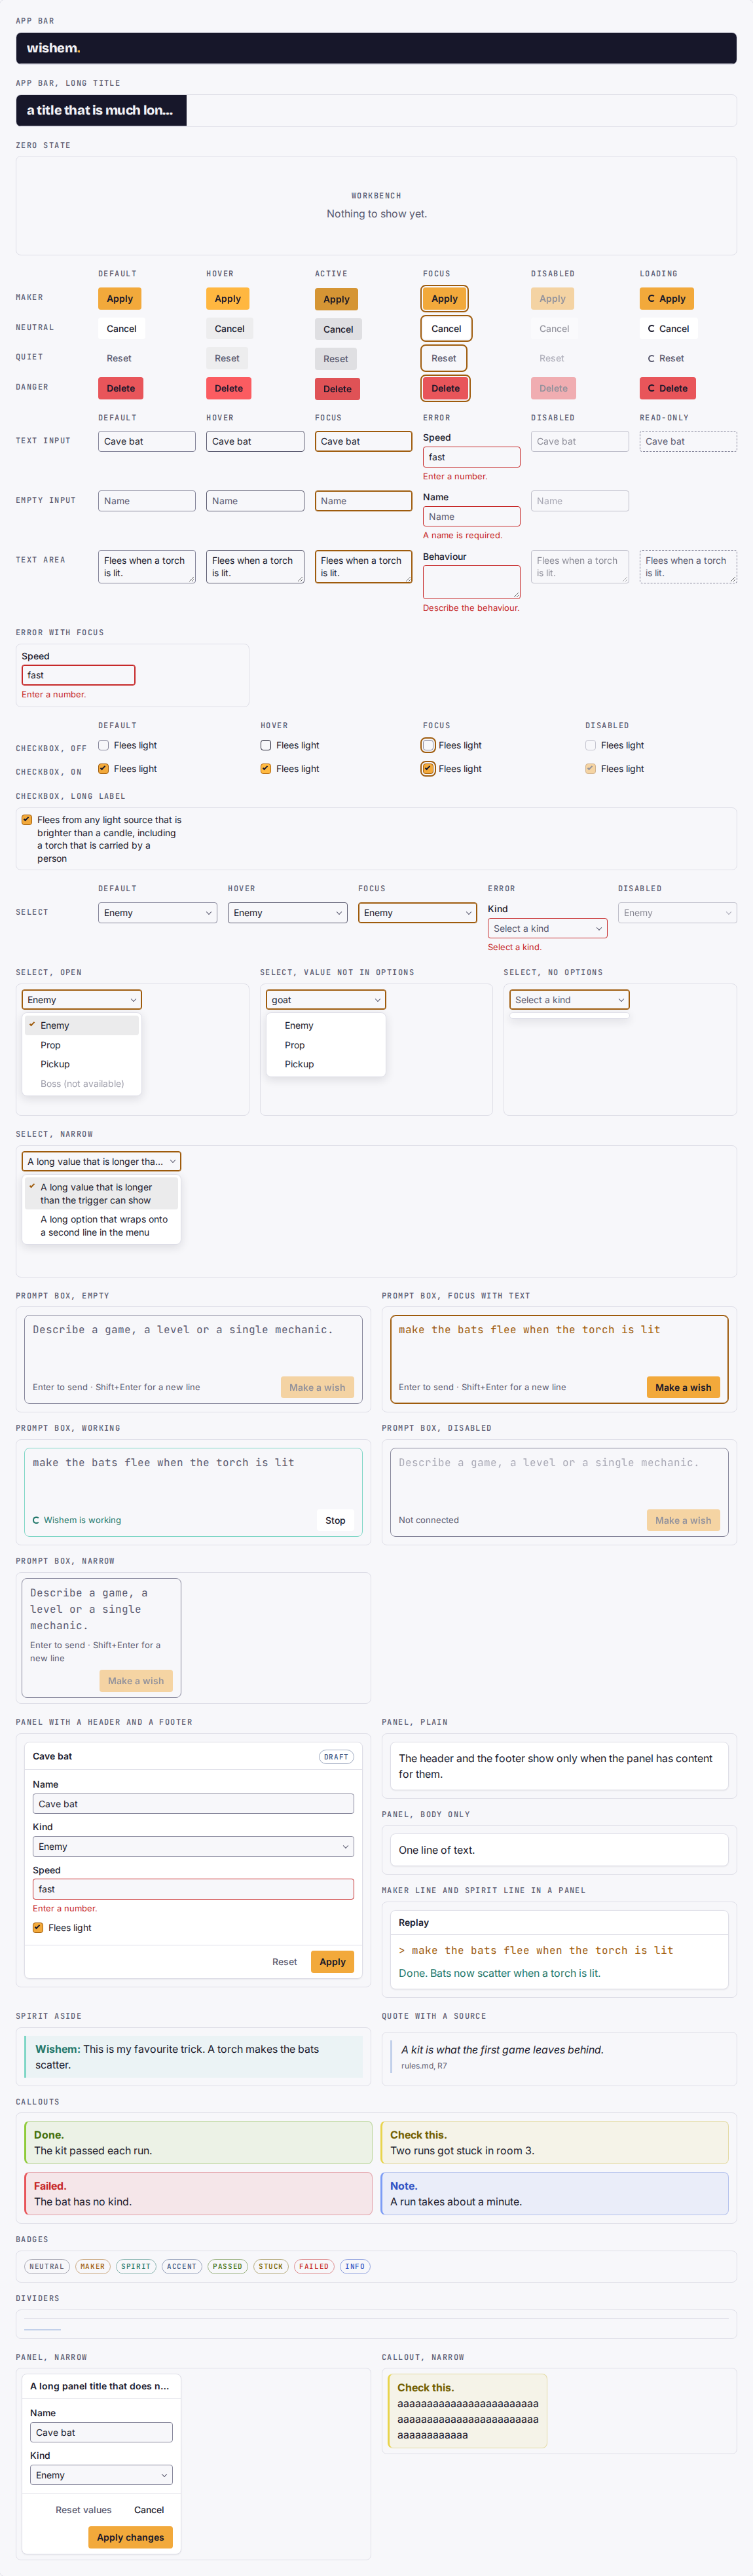 APP BAR
wishem.
APP BAR, LONG TITLE
a title that is much lon...
ZERO STATE
WORKBENCH
Nothing to show yet.
DEFAULT HOVER ACTIVE FOCUS DISABLED LOADING
MAKER Apply Apply Apply Apply Apply Apply
NEUTRAL Cancel Cancel Cancel Cancel Cancel Cancel
QUIET Reset Reset Reset Reset Reset Reset
DANGER Delete Delete Delete Delete Delete Delete
DEFAULT HOVER FOCUS ERROR DISABLED READ-ONLY
Speed
TEXT INPUT Cave bat Cave bat Cave bat fast Cave bat Cave bat
Enter a number.
Name
EMPTY INPUT Name Name Name Name Name
A name is required.
Behaviour
TEXT AREA Flees when a torch Flees when a torch Flees when a torch Flees when a torch Flees when a torch
is lit. is lit. is lit. is lit. is lit.
Describe the behaviour.
ERROR WITH FOCUS
Speed
fast
Enter a number.
DEFAULT HOVER FOCUS DISABLED
CHECKBOX, OFF Flees light Flees light Flees light Flees light
CHECKBOX, ON Flees light Flees light Flees light Flees light
CHECKBOX, LONG LABEL
Flees from any light source that is
brighter than a candle, including
a torch that is carried by a
person
DEFAULT HOVER FOCUS ERROR DISABLED
Kind
SELECT Enemy Enemy Enemy Select a kind Enemy
Select a kind.
SELECT, OPEN
Enemy
Enemy
Prop
Pickup
Boss (not available)
SELECT, VALUE NOT IN OPTIONS
goat
Enemy
Prop
Pickup
SELECT, NO OPTIONS
Select a kind
SELECT, NARROW
A long value that is longer tha...
A long value that is longer
than the trigger can show
A long option that wraps onto
a second line in the menu
PROMPT BOX, EMPTY
Describe a game, a level or a single mechanic.
Enter to send · Shift+Enter for a new line Make a wish
PROMPT BOX, FOCUS WITH TEXT
make the bats flee when the torch is lit
Enter to send · Shift+Enter for a new line Make a wish
PROMPT BOX, WORKING
make the bats flee when the torch is lit
Wishem is working Stop
PROMPT BOX, DISABLED
Describe a game, a level or a single mechanic.
Not connected Make a wish
PROMPT BOX, NARROW
Describe a game, a
level or a single
mechanic.
Enter to send · Shift+Enter for a
new line
Make a wish
PANEL WITH A HEADER AND A FOOTER
Cave bat DRAFT
Name
Cave bat
Kind
Enemy
Speed
fast
Enter a number.
Flees light
Reset Apply
PANEL, PLAIN
The header and the footer show only when the panel has content
for them.
PANEL, BODY ONLY
One line of text.
MAKER LINE AND SPIRIT LINE IN A PANEL
Replay
> make the bats flee when the torch is lit
Done. Bats now scatter when a torch is lit.
SPIRIT ASIDE
Wishem: This is my favourite trick. A torch makes the bats
scatter.
QUOTE WITH A SOURCE
A kit is what the first game leaves behind.
rules.md, R7
CALLOUTS
Done.
The kit passed each run.
Check this.
Two runs got stuck in room 3.
Failed.
The bat has no kind.
Note.
A run takes about a minute.
BADGES
NEUTRAL MAKER SPIRIT ACCENT PASSED STUCK FAILED INFO
DIVIDERS
PANEL, NARROW
A long panel title that does n...
Name
Cave bat
Kind
Enemy
Reset values Cancel
Apply changes
CALLOUT, NARROW
Check this.
aaaaaaaaaaaaaaaaaaaaaaaa
aaaaaaaaaaaaaaaaaaaaaaaa
aaaaaaaaaaaa